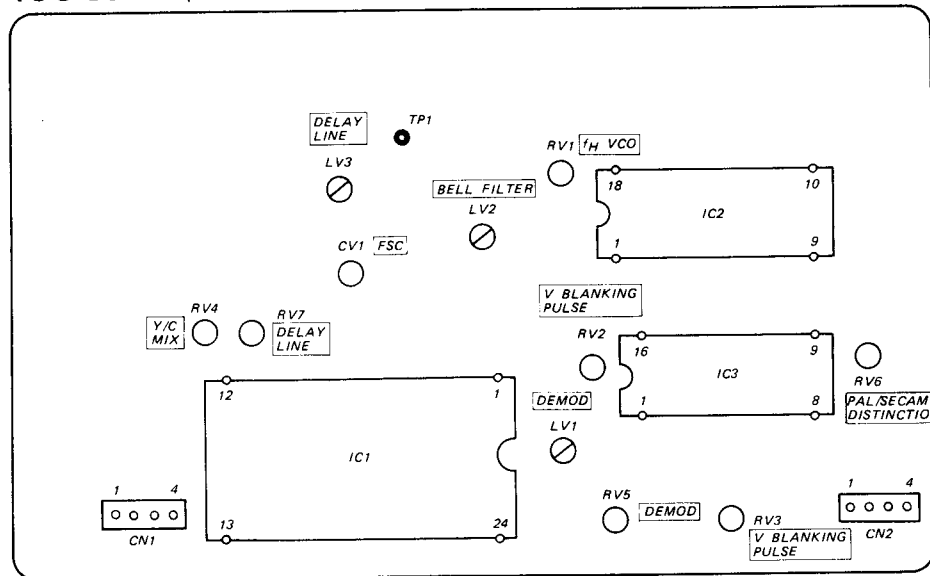 DELAY
LINE
TP1
LV3
RV1 fH VCO
BELL FILTER
LV2
18
10
IC2
1
9
CV1 FSC
V BLANKING
PULSE
RV4
RV7
Y/C
MIX
DELAY
LINE
RV2
16
9
IC3
1
8
RV6
PAL/SECAM
DISTINCTIO
12
1
DEMOD
LV1
IC1
1 4
CN1
13
24
RV5 DEMOD
RV3
V BLANKING
PULSE
1 4
CN2